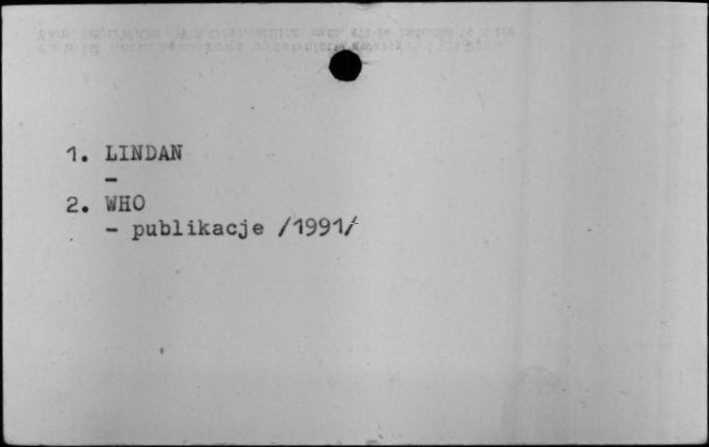 1. LINDAN
-
2. WHO
- publikacje /1991/